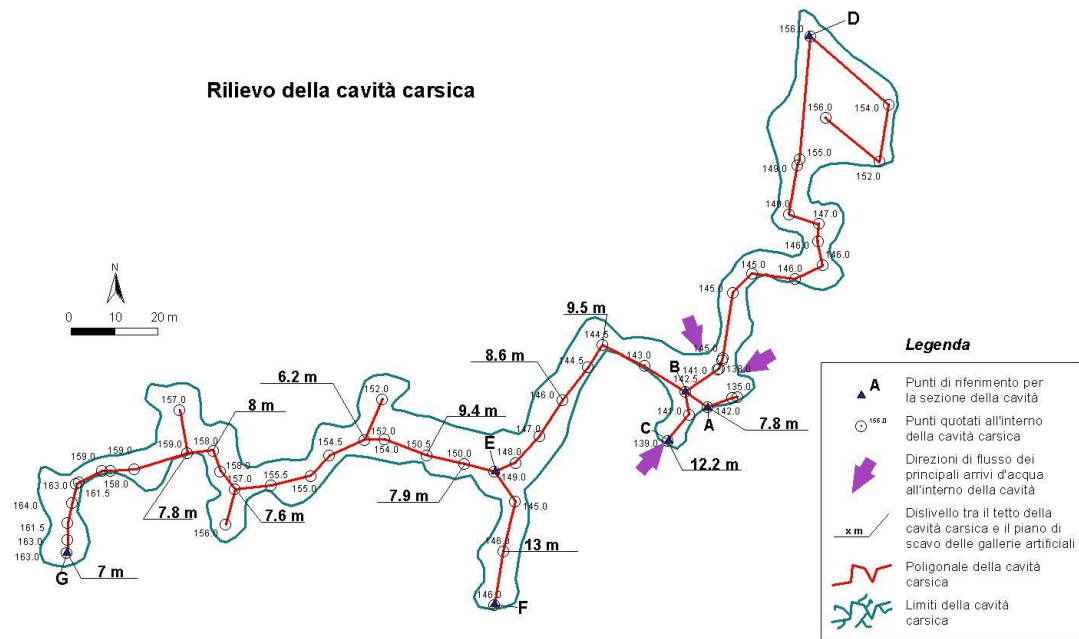 Rilievo della cavità carsica
N
0 10 20 m
156.0
D
154.0
156.0
155.0
149.0
152.0
149.0
147.0
146.0
146.0
145.0
146.0
145.0
9.5 m
144.5
8.6 m
144.5
143.0
145.0
B
141.0
138.0
142.5
135.0
6.2 m
152.0
146.0
141.0
142.0
A
C
7.8 m
139.0
12.2 m
157.0
8 m
9.4 m
147.0
E
159.0
158.0
154.5
152.0
154.0
150.5
150.0
148.0
149.0
159.0
159.0
158.0
158.0
163.0
161.5
157.0
155.5
155.0
7.9 m
145.0
164.0
7.8 m
7.6 m
161.5
156.0
163.0
163.0
146.0
13 m
G
7 m
146.0
F
Legenda
A
Punti di riferimento per
la sezione della cavità
Punti quotati all'interno
della cavità carsica
Direzioni di flusso dei
principali arrivi d'acqua
all'interno della cavità
x m
Dislivello tra il tetto della
cavità carsica e il piano di
scavo delle gallerie artificiali
Poligonale della cavità
carsica
Limiti della cavità
carsica